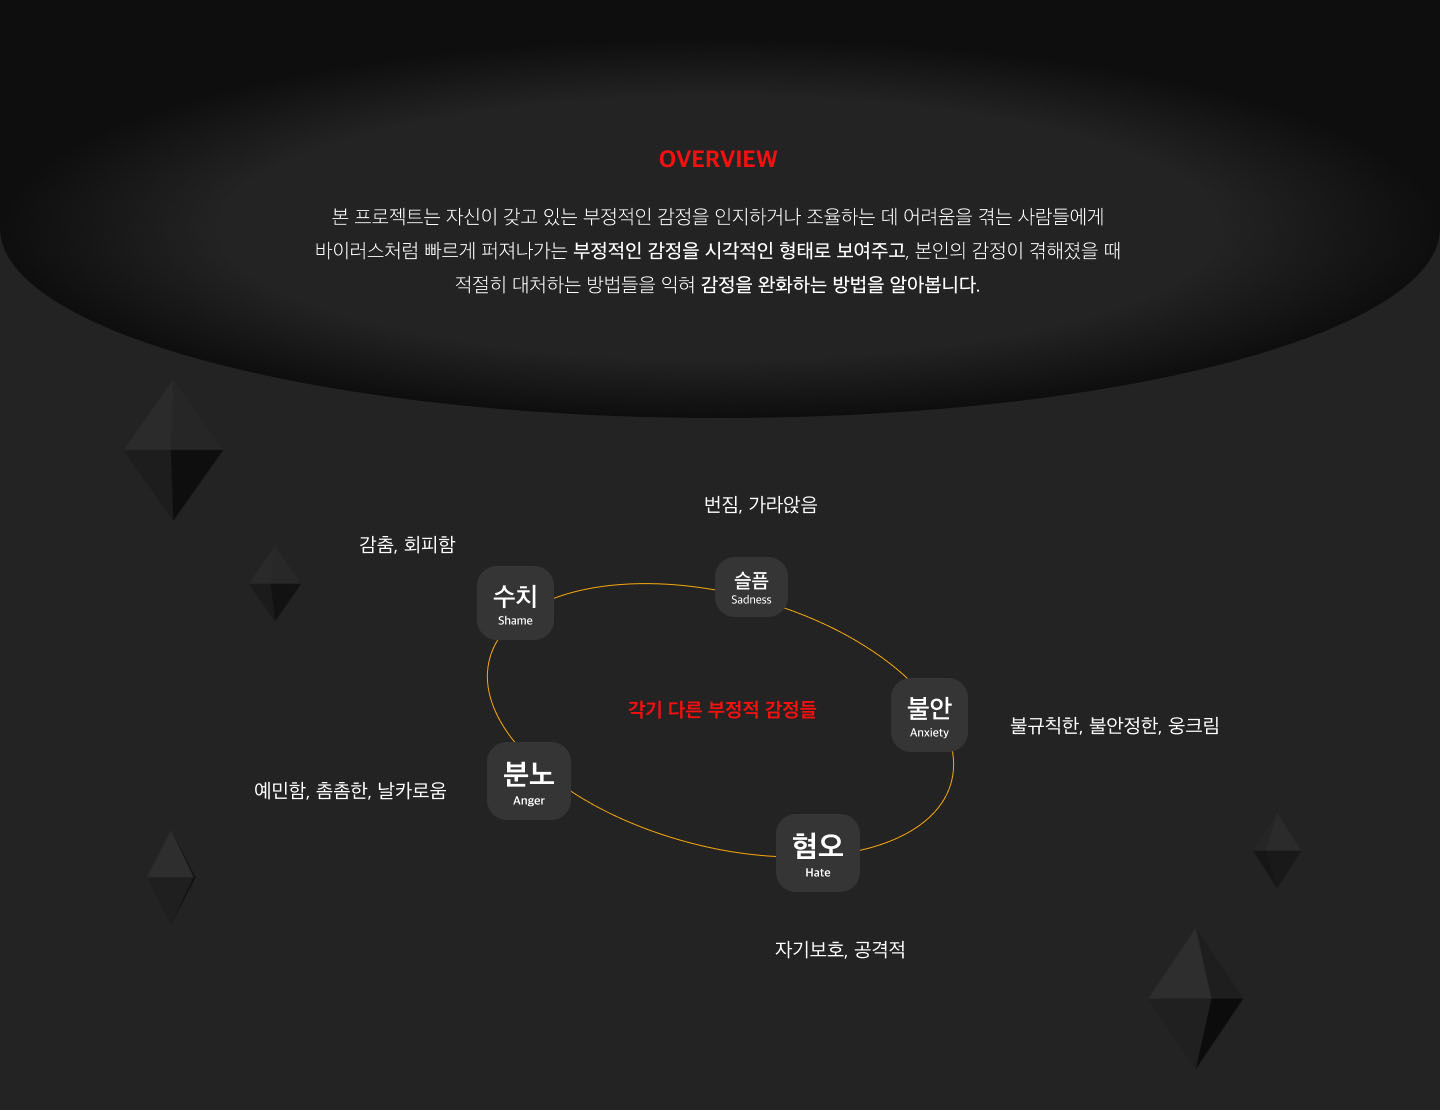 OVERVIEW
본 프로젝트는 자신이 갖고 있는 부정적인 감정을 인지하거나 조율하는 데 어려움을 겪는 사람들에게
바이러스처럼 빠르게 퍼져나가는 부정적인 감정을 시각적인 형태로 보여주고, 본인의 감정이 격해졌을 때
적절히 대처하는 방법들을 익혀 감정을 완화하는 방법을 알아봅니다.
번짐, 가라앉음
감춤, 회피함
슬픔
Sadness
수치
Shame
각기 다른 부정적 감정들
불안
Anxiety
불규칙한, 불안정한, 웅크림
분노
Anger
예민함, 촘촘한, 날카로움
혐오
Hate
자기보호, 공격적